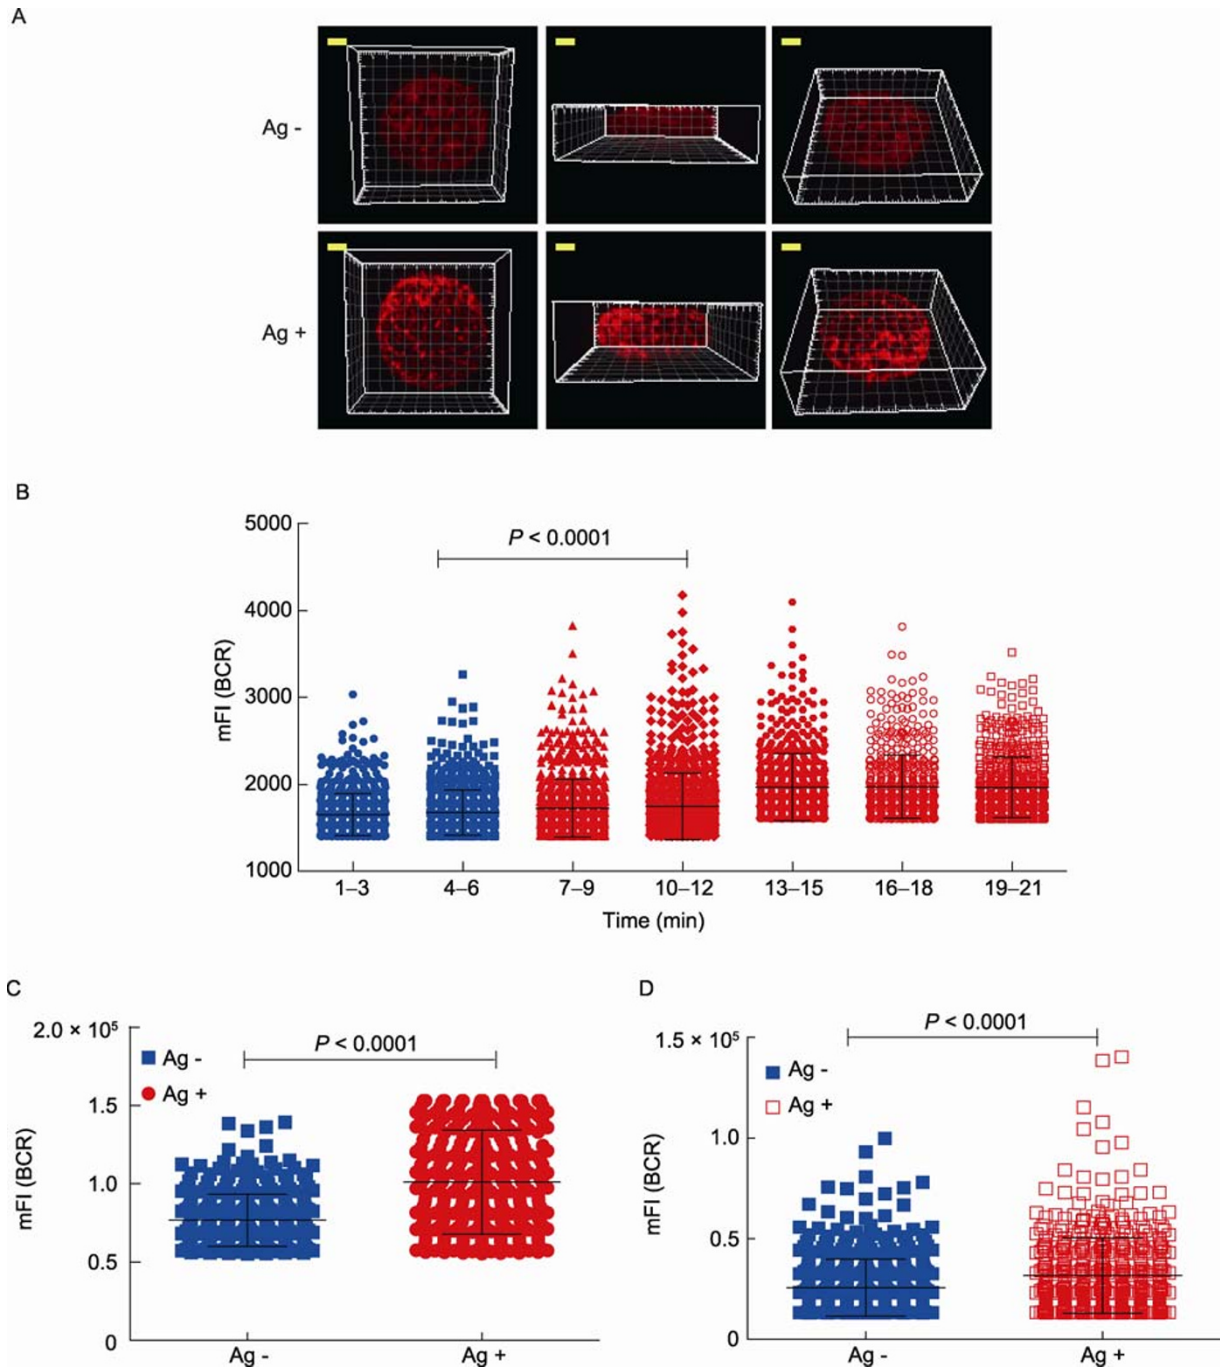 A
Ag -
Ag +
B
5000
4000
3000
2000
1000
mFI (BCR)
P < 0.0001
1–3 4–6 7–9 10–12 13–15 16–18 19–21
Time (min)
C
2.0 × 10⁵
1.5
1.0
0.5
0
mFI (BCR)
P < 0.0001
Ag -
Ag +
Ag - Ag +
D
1.5 × 10⁵
1.0
0.5
0
mFI (BCR)
P < 0.0001
Ag -
Ag +
Ag - Ag +